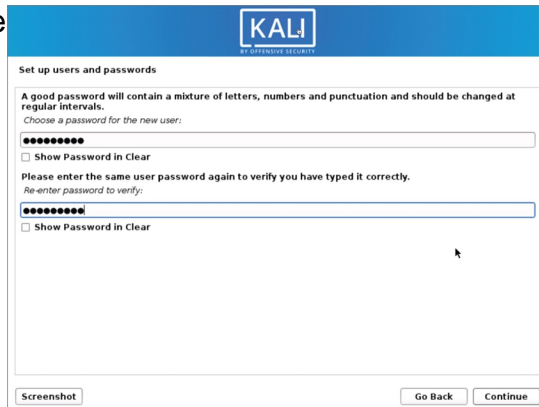 e
KALI
BY OFFENSIVE SECURITY
Set up users and passwords
A good password will contain a mixture of letters, numbers and punctuation and should be changed at
regular intervals.
Choose a password for the new user:
●●●●●●●●●
Show Password in Clear
Please enter the same user password again to verify you have typed it correctly.
Re-enter password to verify:
●●●●●●●●●
Show Password in Clear
Screenshot
Go Back
Continue